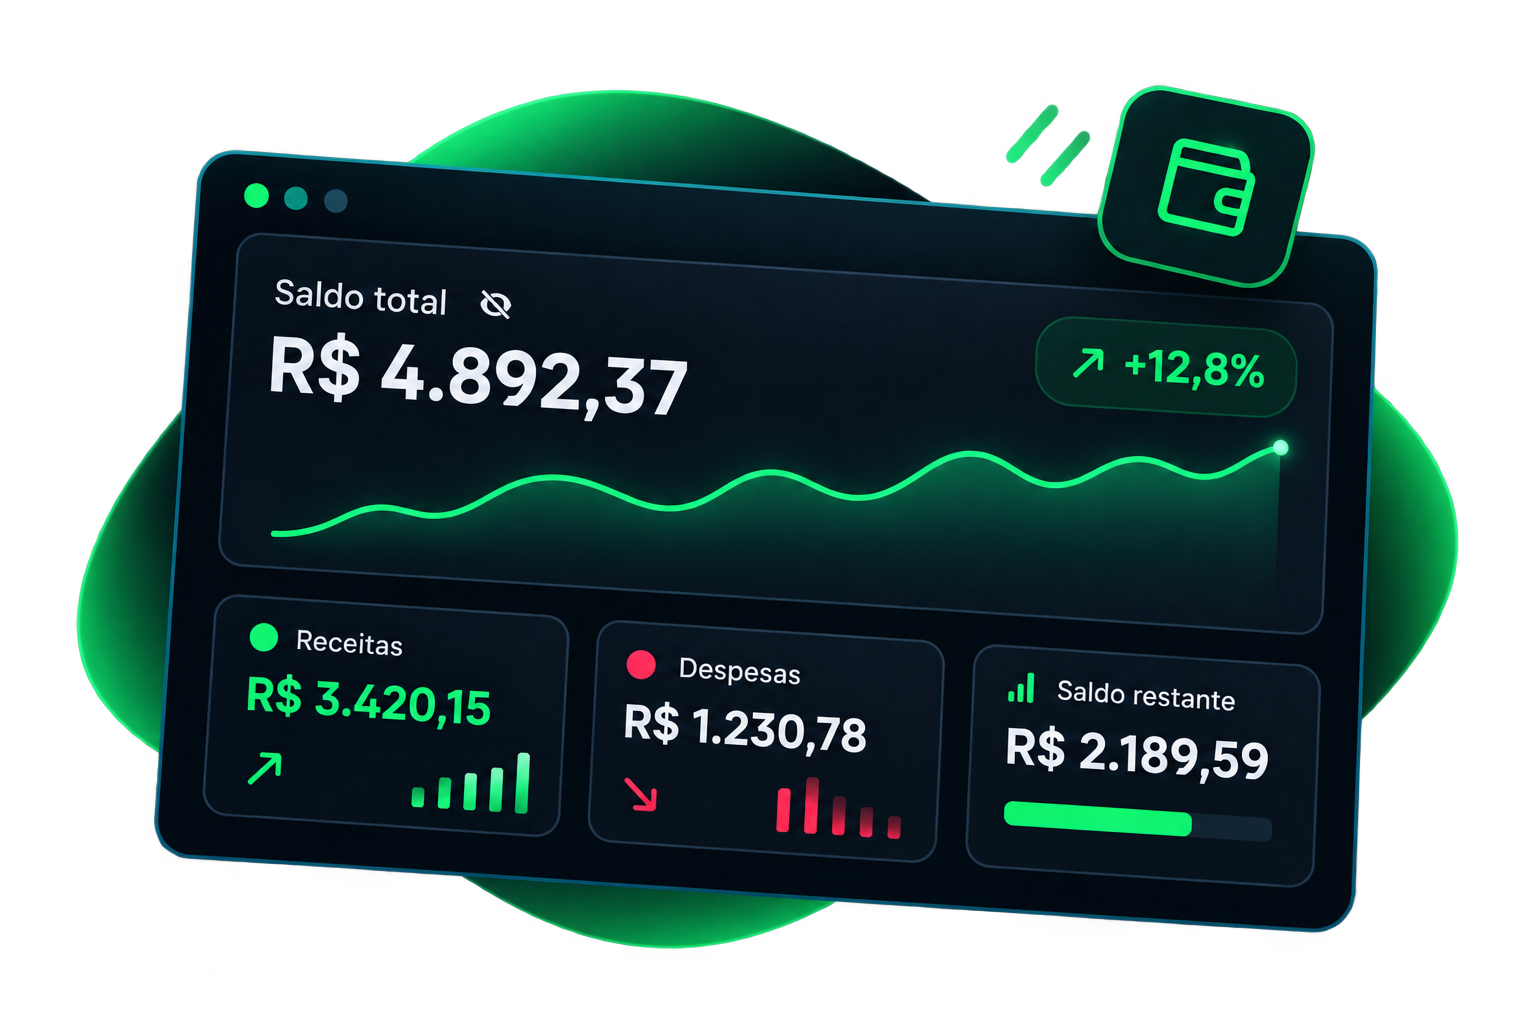 Saldo total
R$ 4.892,37
+12,8%
Receitas
R$ 3.420,15
Despesas
R$ 1.230,78
Saldo restante
R$ 2.189,59